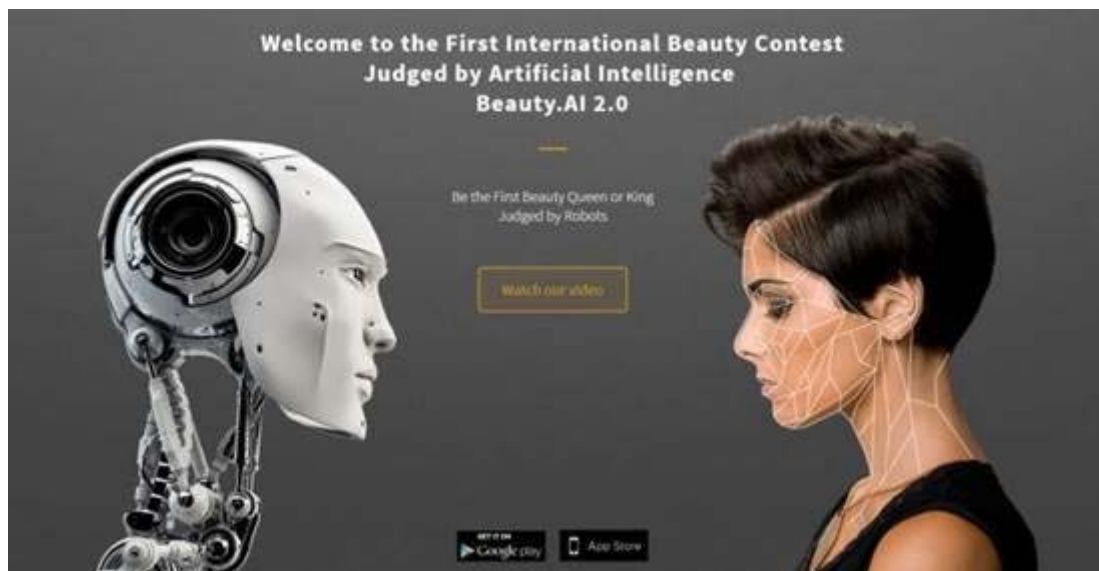 Welcome to the First International Beauty Contest
Judged by Artificial Intelligence
Beauty.AI 2.0
Be the First Beauty Queen or King
Judged by Robots
Watch our video
GET IT ON
Google play
App Store